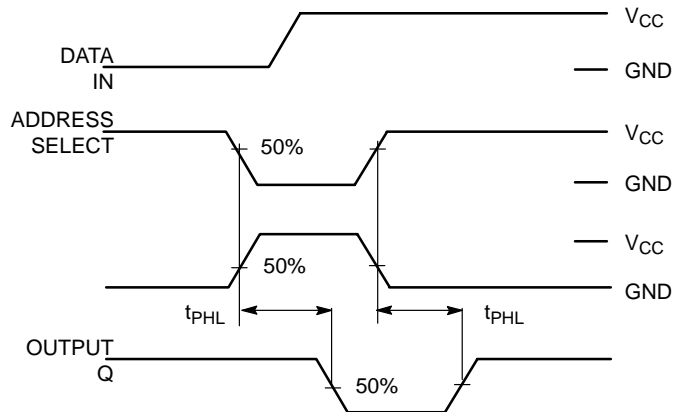 DATA
IN
VCC
GND
ADDRESS
SELECT
50%
VCC
GND
50%
VCC
GND
tPHL
tPHL
OUTPUT
Q
50%